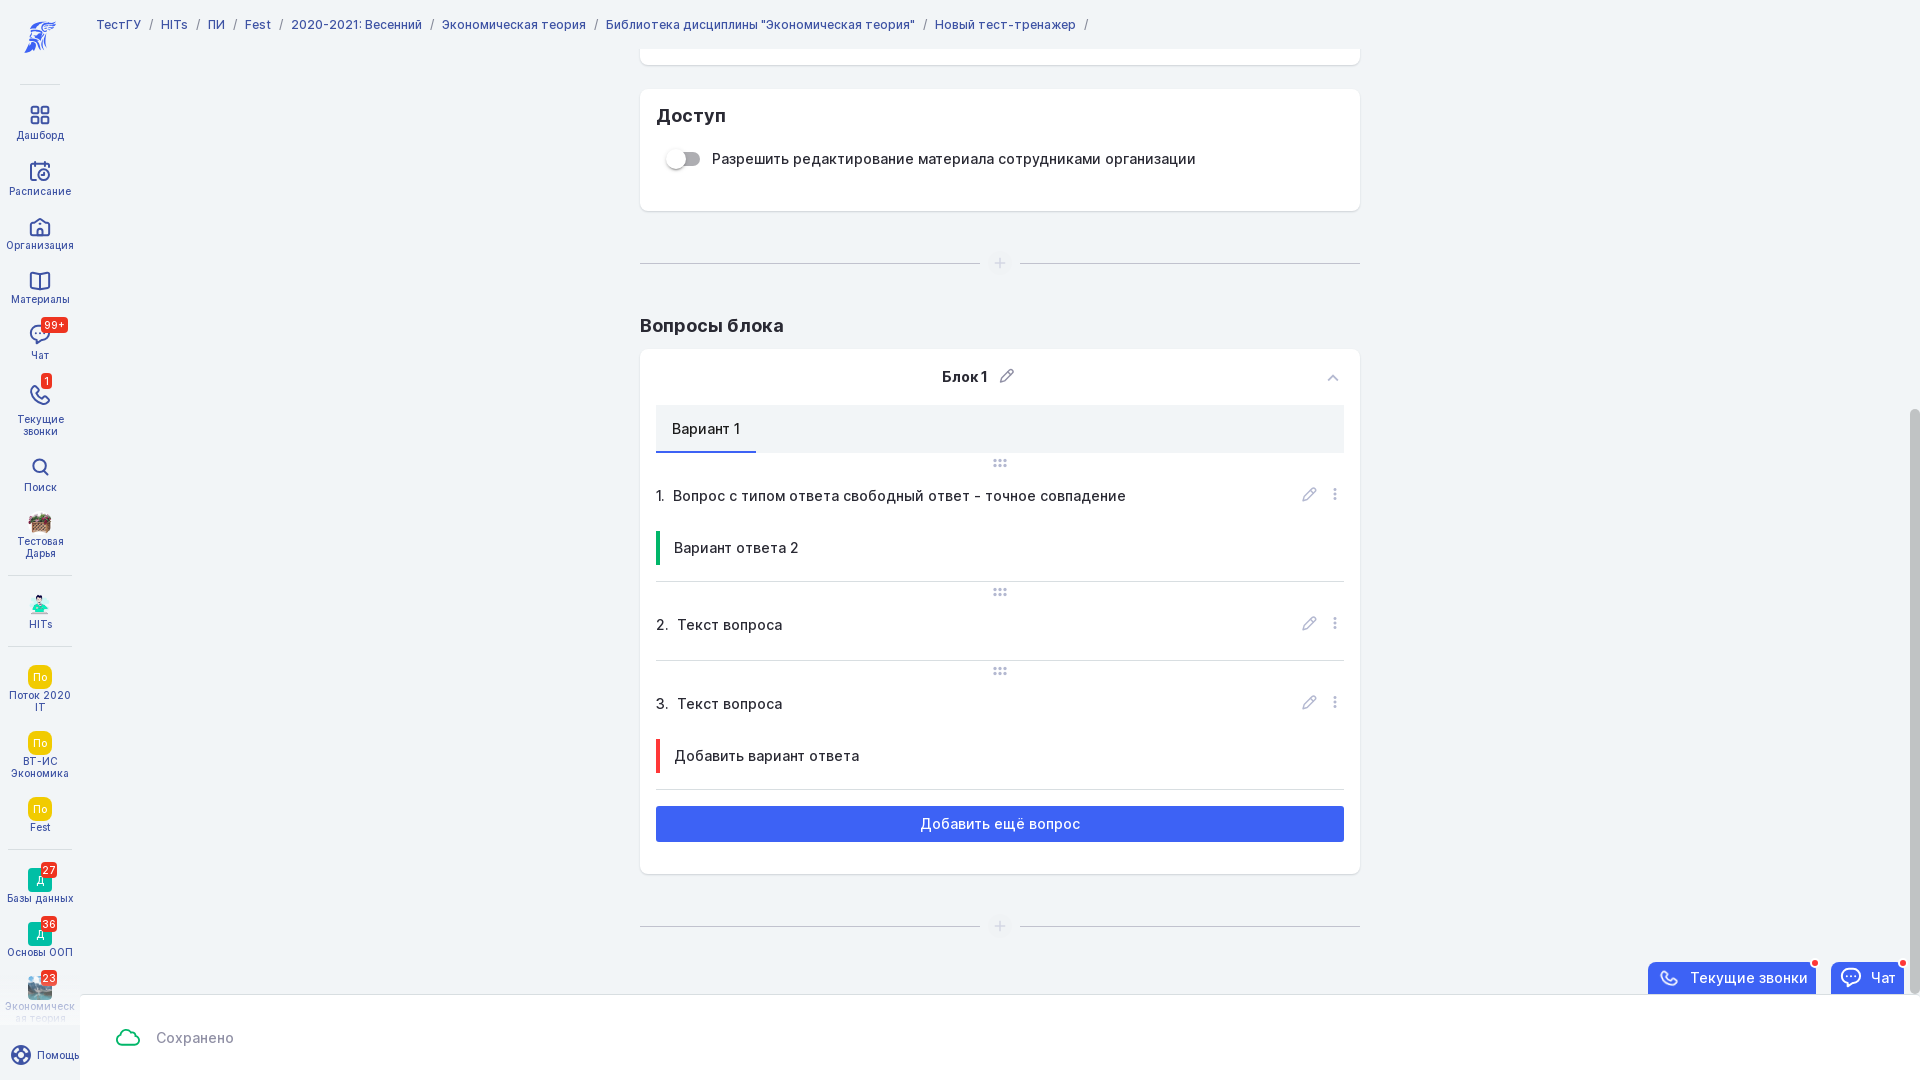 ТестГУ / HITs / ПИ / Fest / 2020-2021: Весенний / Экономическая теория / Библиотека дисциплины "Экономическая теория" / Новый тест-тренажер /
Дашборд
Расписание
Организация
Материалы
99+
Чат
1
Текущие
звонки
Поиск
Тестовая
Дарья
HITs
По
Поток 2020
IT
По
ВТ-ИС
Экономика
По
Fest
27
Д
Базы данных
36
Д
Основы ООП
23
Экономическ
ая теория
Помощь
Доступ
Разрешить редактирование материала сотрудниками организации
Вопросы блока
Блок 1
Вариант 1
1. Вопрос с типом ответа свободный ответ - точное совпадение
Вариант ответа 2
2. Текст вопроса
3. Текст вопроса
Добавить вариант ответа
Добавить ещё вопрос
Текущие звонки
Чат
Сохранено